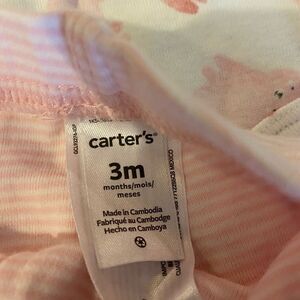 carter's®
3m
months/mois/
meses
Made in Cambodia
Fabriqué au Cambodge
Hecho en Camboya